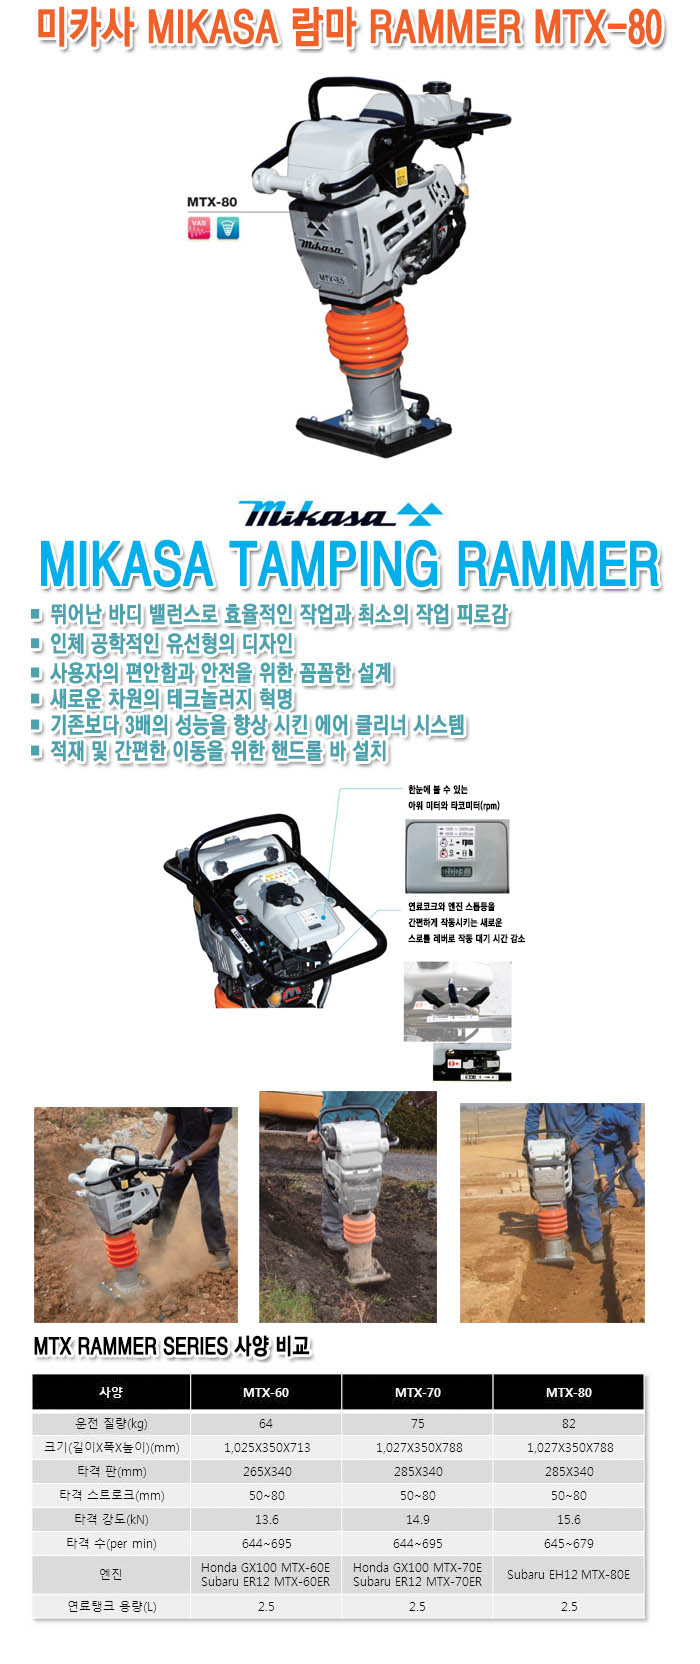 미카사 MIKASA 람마 RAMMER MTX-80
MTX-80
VAS
mikasa
MTX-80
mikasa
MIKASA TAMPING RAMMER
뛰어난 바디 밸런스로 효율적인 작업과 최소의 작업 피로감
인체 공학적인 유선형의 디자인
사용자의 편안함과 안전을 위한 꼼꼼한 설계
새로운 차원의 테크놀러지 혁명
기존보다 3배의 성능을 향상 시킨 에어 클리너 시스템
적재 및 간편한 이동을 위한 핸드롤 바 설치
한눈에 볼 수 있는
아워 미터와 타코미터(rpm)
rpm
h
0003
연료코크와 엔진 스톱등을
간편하게 작동시키는 새로운
스로틀 레버로 작동 대기 시간 감소
MTX RAMMER SERIES 사양 비교
사양 MTX-60 MTX-70 MTX-80
운전 질량(kg) 64 75 82
크기(길이X폭X높이)(mm) 1,025X350X713 1,027X350X788 1,027X350X788
타격 판(mm) 265X340 285X340 285X340
타격 스트로크(mm) 50~80 50~80 50~80
타격 강도(kN) 13.6 14.9 15.6
타격 수(per min) 644~695 644~695 645~679
엔진 Honda GX100 MTX-60E Honda GX100 MTX-70E Subaru EH12 MTX-80E
Subaru ER12 MTX-60ER Subaru ER12 MTX-70ER
연료탱크 용량(L) 2.5 2.5 2.5